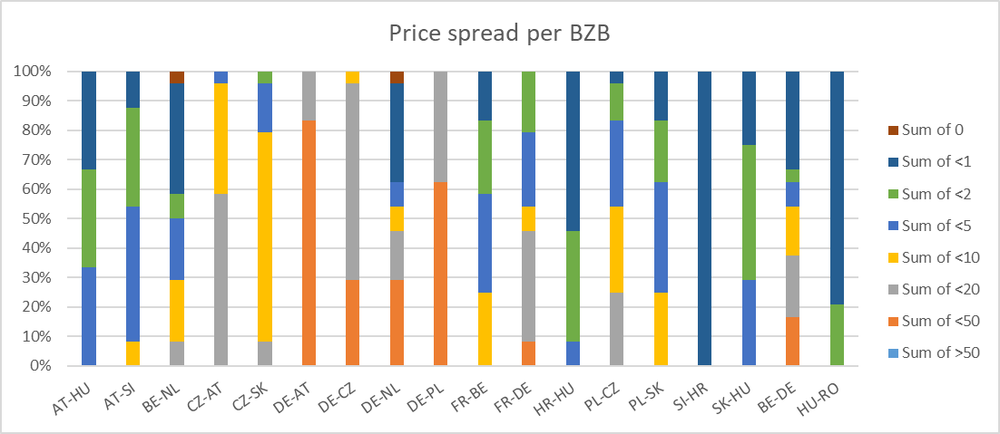 Price spread per BZB
100%
90%
80%
70%
60%
50%
40%
30%
20%
10%
0%
AT-HU
AT-SI
BE-NL
CZ-AT
CZ-SK
DE-AT
DE-CZ
DE-NL
DE-PL
FR-BE
FR-DE
HR-HU
PL-CZ
PL-SK
SI-HR
SK-HU
BE-DE
HU-RO
Sum of 0
Sum of <1
Sum of <2
Sum of <5
Sum of <10
Sum of <20
Sum of <50
Sum of >50